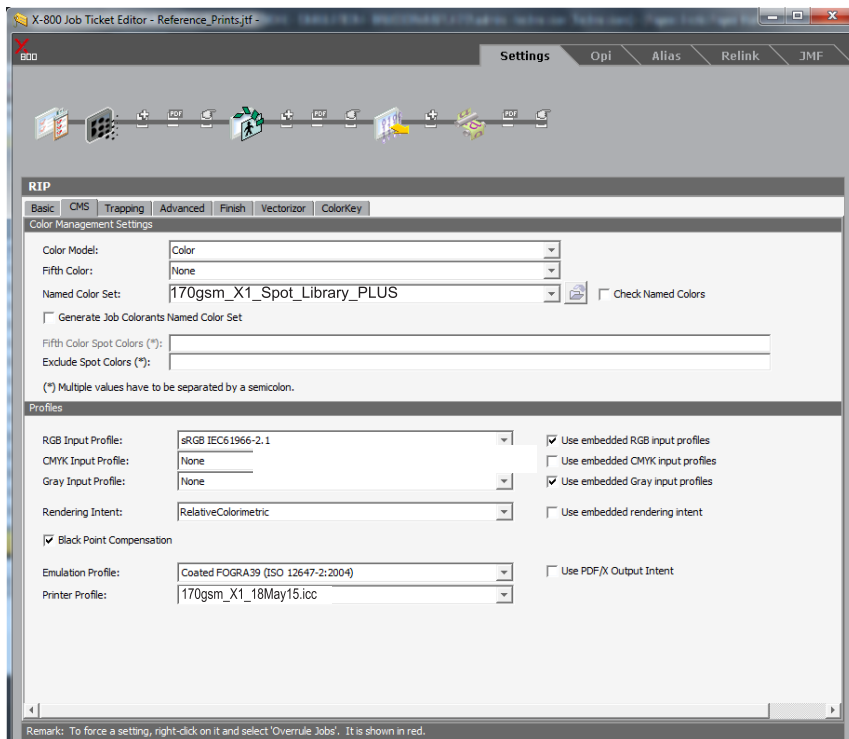 X-800 Job Ticket Editor - Reference_Prints.jtf -
X
800
Settings Opi Alias Relink JMF
PDF PDF PDF
RIP
Basic CMS Trapping Advanced Finish Vectorizor ColorKey
Color Management Settings
Color Model: Color
Fifth Color: None
Named Color Set: 170gsm_X1_Spot_Library_PLUS Check Named Colors
Generate Job Colorants Named Color Set
Fifth Color Spot Colors (*):
Exclude Spot Colors (*):
(*) Multiple values have to be separated by a semicolon.
Profiles
RGB Input Profile: sRGB IEC61966-2.1 Use embedded RGB input profiles
CMYK Input Profile: None Use embedded CMYK input profiles
Gray Input Profile: None Use embedded Gray input profiles
Rendering Intent: RelativeColorimetric Use embedded rendering intent
Black Point Compensation
Emulation Profile: Coated FOGRA39 (ISO 12647-2:2004) Use PDF/X Output Intent
Printer Profile: 170gsm_X1_18May15.icc
Remark: To force a setting, right-click on it and select 'Overrule Jobs'. It is shown in red.